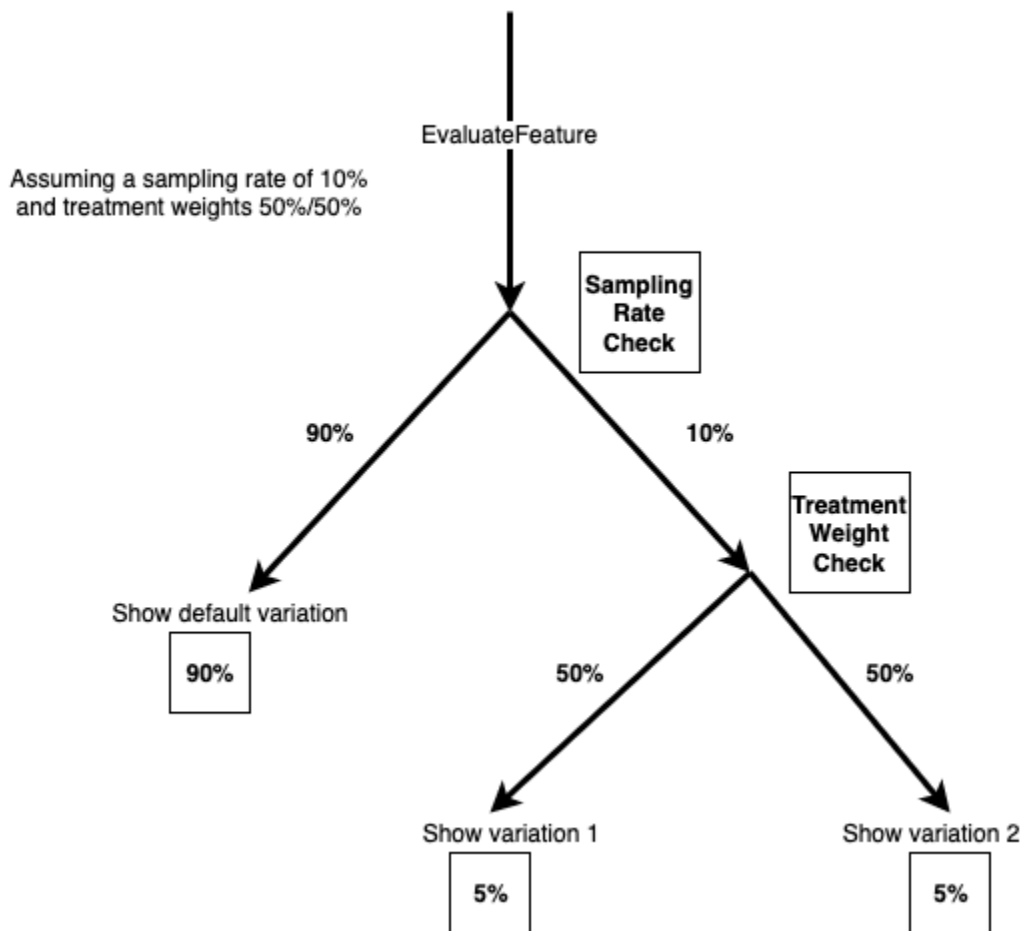 EvaluateFeature
Assuming a sampling rate of 10%
and treatment weights 50%/50%
Sampling
Rate
Check
90%
10%
Treatment
Weight
Check
Show default variation
90%
50%
50%
Show variation 1
Show variation 2
5%
5%